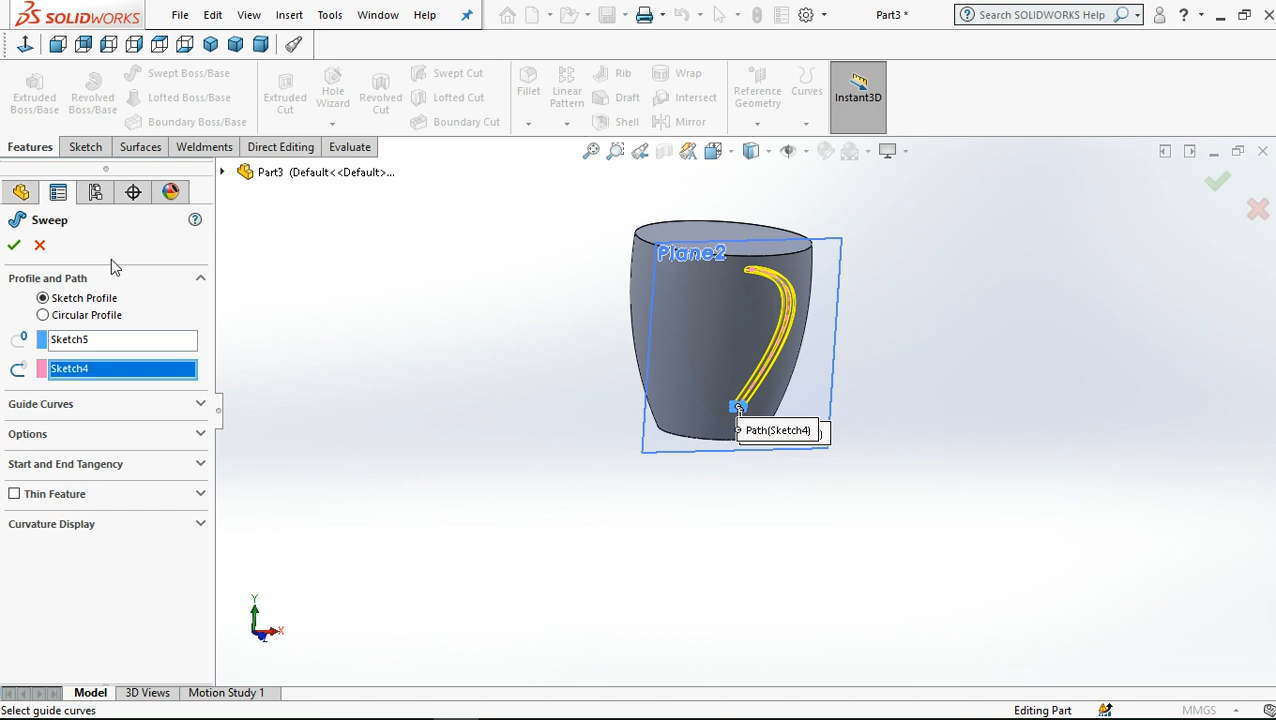 SOLIDWORKS File Edit View Insert Tools Window Help Part3 * Search SOLIDWORKS Help ?
Extruded Boss/Base
Revolved Boss/Base
Swept Boss/Base
Lofted Boss/Base
Boundary Boss/Base
Extruded Cut
Hole Wizard
Revolved Cut
Swept Cut
Lofted Cut
Boundary Cut
Fillet
Linear Pattern
Rib
Draft
Shell
Wrap
Intersect
Mirror
Reference Geometry
Curves
Instant3D
Features Sketch Surfaces Weldments Direct Editing Evaluate
Part3 (Default<<Default>...
Sweep
Profile and Path
Sketch Profile
Circular Profile
Sketch5
Sketch4
Guide Curves
Options
Start and End Tangency
Thin Feature
Curvature Display
Plane2
Path(Sketch4)
Y
X
Z
Model 3D Views Motion Study 1
Select guide curves Editing Part MMGS